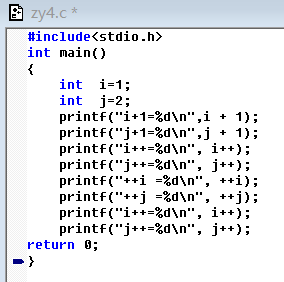 zy4.c *
#include<stdio.h>
int main()
{
    int  i=1;
    int  j=2;
    printf("i+1=%d\n",i + 1);
    printf("j+1=%d\n",j + 1);
    printf("i++=%d\n", i++);
    printf("j++=%d\n", j++);
    printf("++i =%d\n", ++i);
    printf("++j =%d\n", ++j);
    printf("i++=%d\n", i++);
    printf("j++=%d\n", j++);
return 0;
}